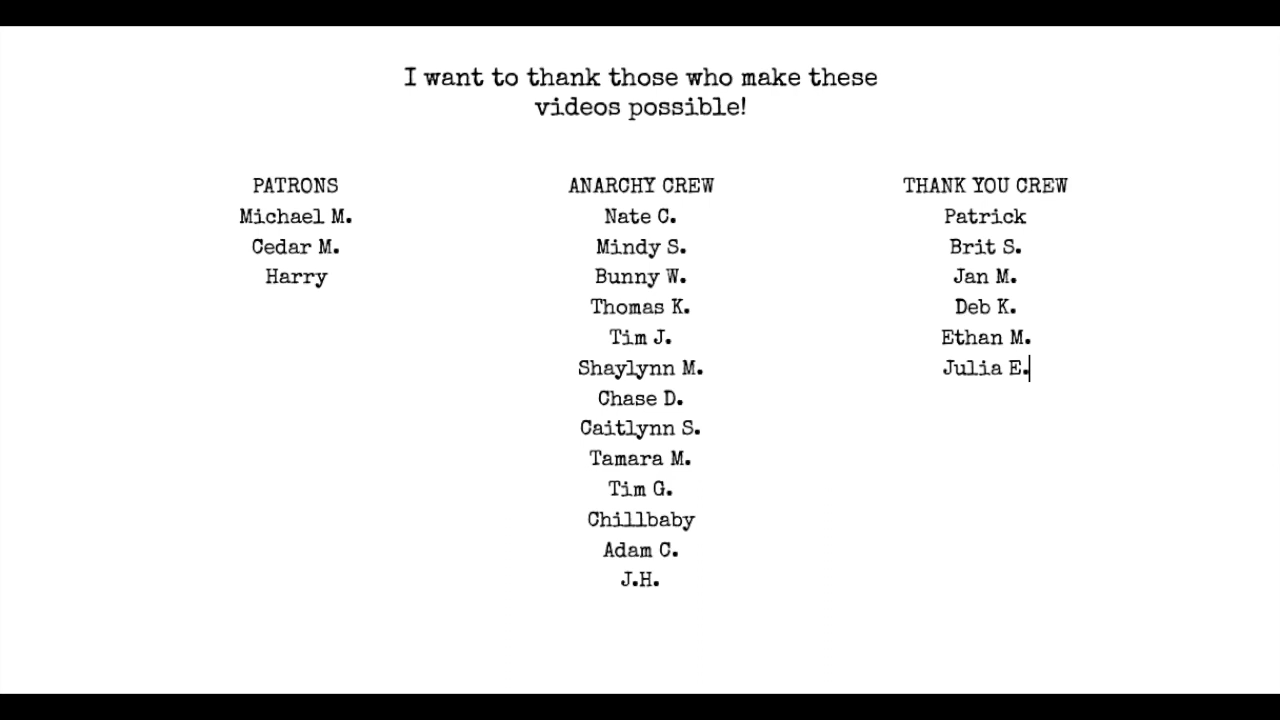 I want to thank those who make these
videos possible!
PATRONS
Michael M.
Cedar M.
Harry
ANARCHY CREW
Nate C.
Mindy S.
Bunny W.
Thomas K.
Tim J.
Shaylynn M.
Chase D.
Caitlynn S.
Tamara M.
Tim G.
Chillbaby
Adam C.
J.H.
THANK YOU CREW
Patrick
Brit S.
Jan M.
Deb K.
Ethan M.
Julia E.